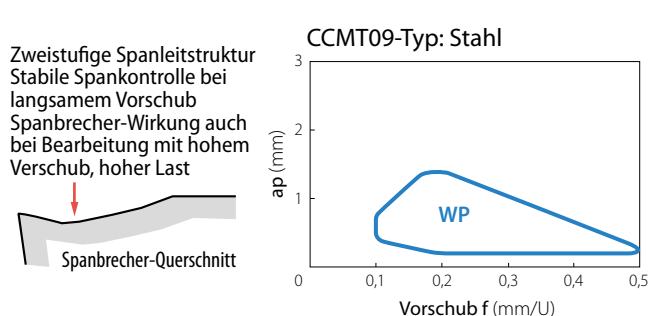 Zweistufige Spanleitstruktur
Stabile Spankontrolle bei
langsamem Vorschub
Spanbrecher-Wirkung auch
bei Bearbeitung mit hohem
Verschub, hoher Last
Spanbrecher-Querschnitt
CCMT09-Typ: Stahl
ap (mm)
3
2
1
0
WP
0,1
0,2
0,3
0,4
0,5
Vorschub f (mm/U)